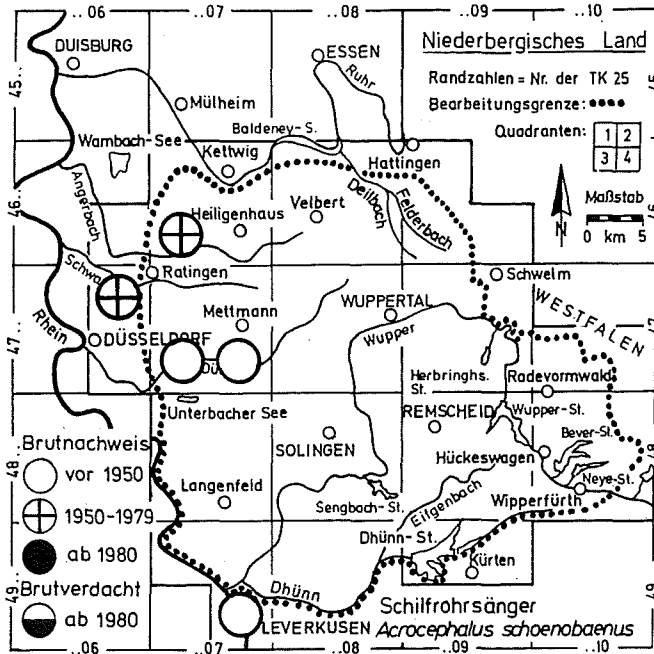 ..06 ..07 ..08 ..09 ..10
DUISBURG
ESSEN
Niederbergisches Land
Ruhr
45..
Randzahlen = Nr. der TK 25
Mülheim
Bearbeitungsgrenze:
Baldeney-S.
Quadranten:
1 2
3 4
Wambach-See
Kettwig
Hattingen
Angerbach
Deilbach
Felderbach
Maßstab
0 km 5
N
46..
Heiligenhaus
Velbert
Schwa
Ratingen
Schwelm
WESTFALEN
Mettmann
WUPPERTAL
Rhein
DÜSSELDORF
Wupper
47..
Dü
Herbringhs.
St.
Radevormwald
Unterbacher See
REMSCHEID
Wupper-St.
Bever-St.
Brutnachweis
SOLINGEN
Hückeswagen
48..
vor 1950
Neye-St.
Langenfeld
Sengbach-St.
Eifgenbach
Wipperfürth
1950-1979
Dhünn-St.
ab 1980
Kürten
Brutverdacht
Dhünn
49..
Schilfrohrsänger
ab 1980
LEVERKUSEN
Acrocephalus schoenobaenus
..06 ..07 ..08 ..09